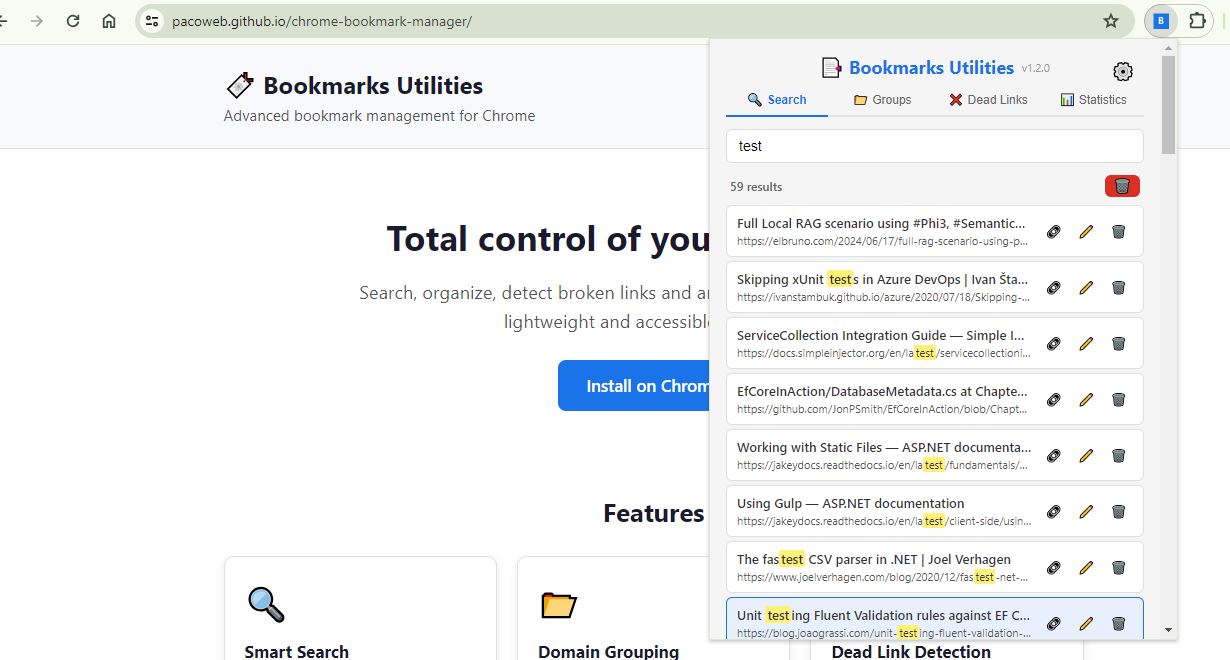 pacoweb.github.io/chrome-bookmark-manager/
B
Bookmarks Utilities
Advanced bookmark management for Chrome
Total control of you
Search, organize, detect broken links and an
lightweight and accessible
Install on Chrom
Features
Smart Search
Domain Grouping
Dead Link Detection
Bookmarks Utilities v1.2.0
Search Groups Dead Links Statistics
test
59 results
Full Local RAG scenario using #Phi3, #Semantic...
https://elbruno.com/2024/06/17/full-rag-scenario-using-p...
Skipping xUnit tests in Azure DevOps | Ivan Šta...
https://ivanstambuk.github.io/azure/2020/07/18/Skipping-...
ServiceCollection Integration Guide — Simple I...
https://docs.simpleinjector.org/en/latest/servicecollectioni...
EfCoreInAction/DatabaseMetadata.cs at Chapte...
https://github.com/JonPSmith/EfCoreInAction/blob/Chapt...
Working with Static Files — ASP.NET documenta...
https://jakeydocs.readthedocs.io/en/latest/fundamentals/...
Using Gulp — ASP.NET documentation
https://jakeydocs.readthedocs.io/en/latest/client-side/usin...
The fastest CSV parser in .NET | Joel Verhagen
https://www.joelverhagen.com/blog/2020/12/fastest-net-...
Unit testing Fluent Validation rules against EF C...
https://blog.joaograssi.com/unit-testing-fluent-validation-...